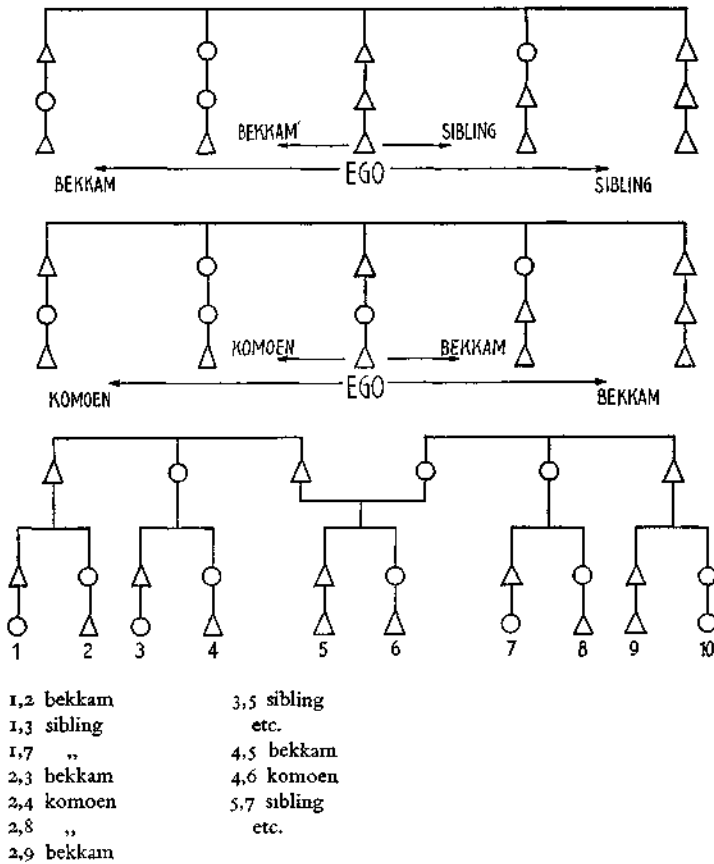 BEKKAM SIBLING
EGO
BEKKAM SIBLING
KOMOEN BEKKAM
EGO
KOMOEN BEKKAM
1 2 3 4 5 6 7 8 9 10
1,2 bekkam 3,5 sibling
1,3 sibling etc.
1,7 „ 4,5 bekkam
2,3 bekkam 4,6 komoen
2,4 komoen 5,7 sibling
2,8 „ etc.
2,9 bekkam